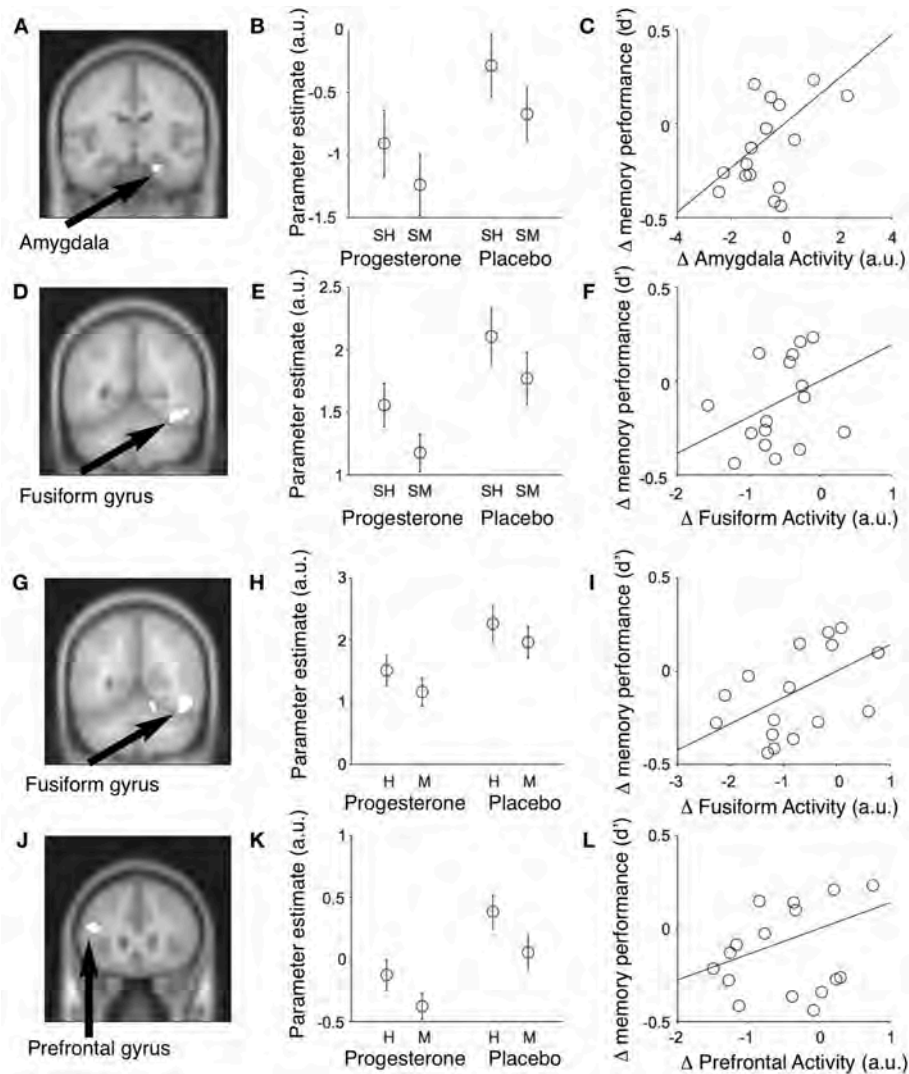 A
Amygdala
B
Parameter estimate (a.u.)
0
-0.5
-1
-1.5
SH SM SH SM
Progesterone Placebo
C
Δ memory performance (d')
0.5
0
-0.5
-4 -2 0 2 4
Δ Amygdala Activity (a.u.)
D
Fusiform gyrus
E
Parameter estimate (a.u.)
2.5
2
1.5
1
SH SM SH SM
Progesterone Placebo
F
Δ memory performance (d')
0.5
0
-0.5
-2 -1 0 1
Δ Fusiform Activity (a.u.)
G
Fusiform gyrus
H
Parameter estimate (a.u.)
3
2
1
0
H M H M
Progesterone Placebo
I
Δ memory performance (d')
0.5
0
-0.5
-3 -2 -1 0 1
Δ Fusiform Activity (a.u.)
J
Prefrontal gyrus
K
Parameter estimate (a.u.)
1
0.5
0
-0.5
H M H M
Progesterone Placebo
L
Δ memory performance (d')
0.5
0
-0.5
-2 -1 0 1
Δ Prefrontal Activity (a.u.)